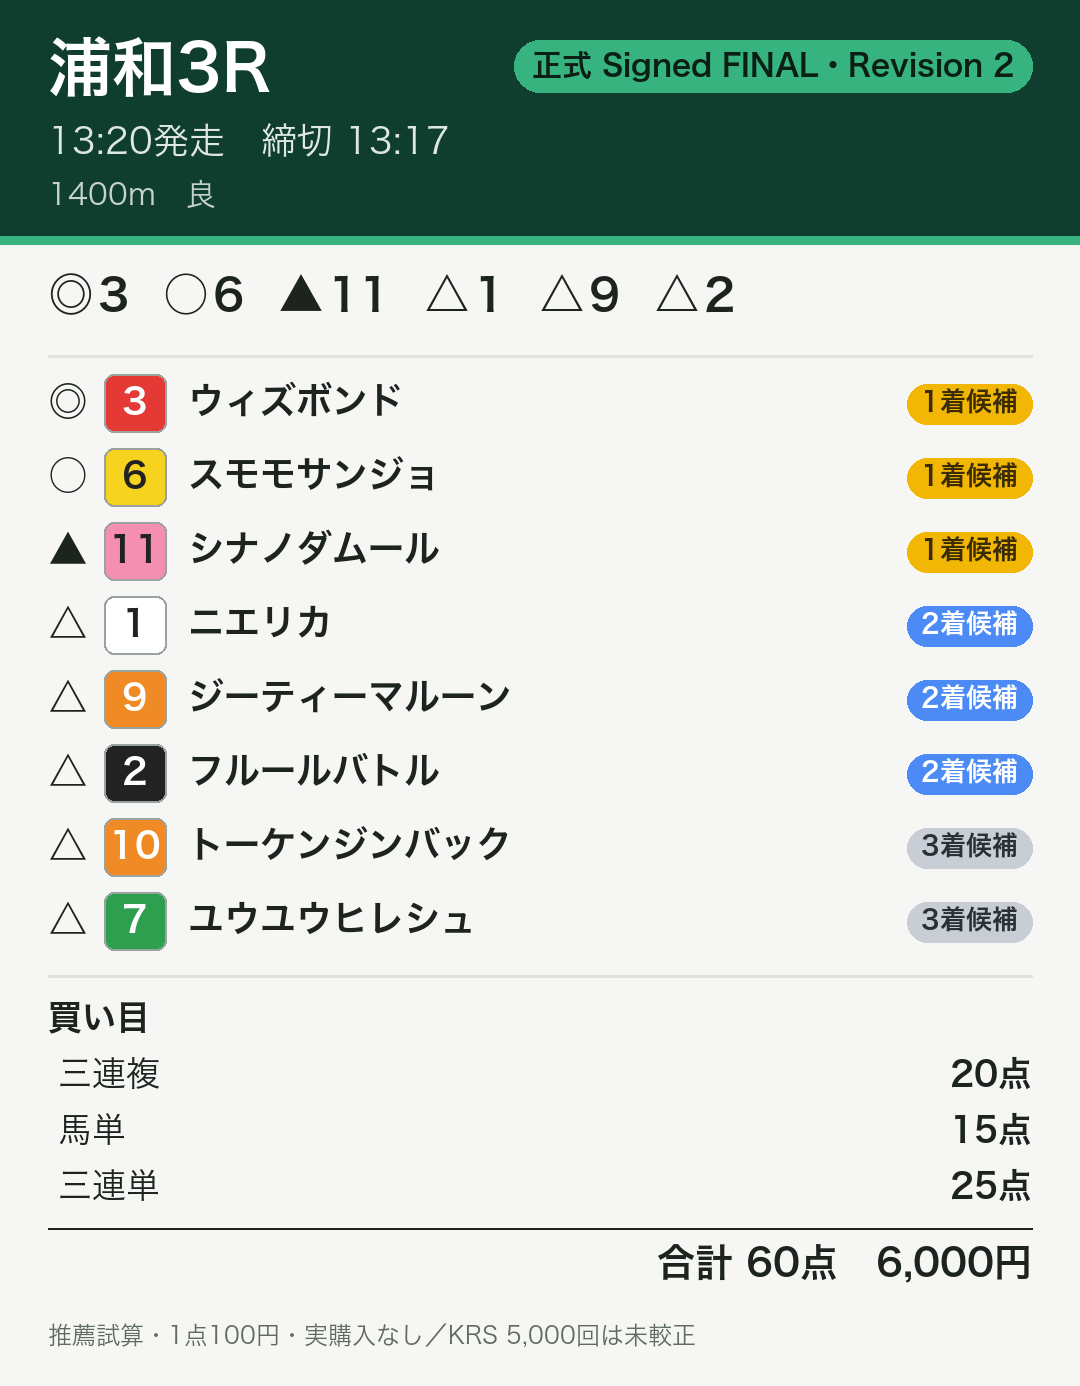 浦和3R
正式 Signed FINAL・Revision 2
13:20発走　締切 13:17
1400m　良
◎3 ○6 ▲11 △1 △9 △2
◎ 3 ウィズボンド 1着候補
○ 6 スモモサンジョ 1着候補
▲ 11 シナノダムール 1着候補
△ 1 ニエリカ 2着候補
△ 9 ジーティーマルーン 2着候補
△ 2 フルールバトル 2着候補
△ 10 トーケンジンバック 3着候補
△ 7 ユウユウヒレシュ 3着候補
買い目
三連複 20点
馬単 15点
三連単 25点
合計 60点　6,000円
推薦試算・1点100円・実購入なし／KRS 5,000回は未較正